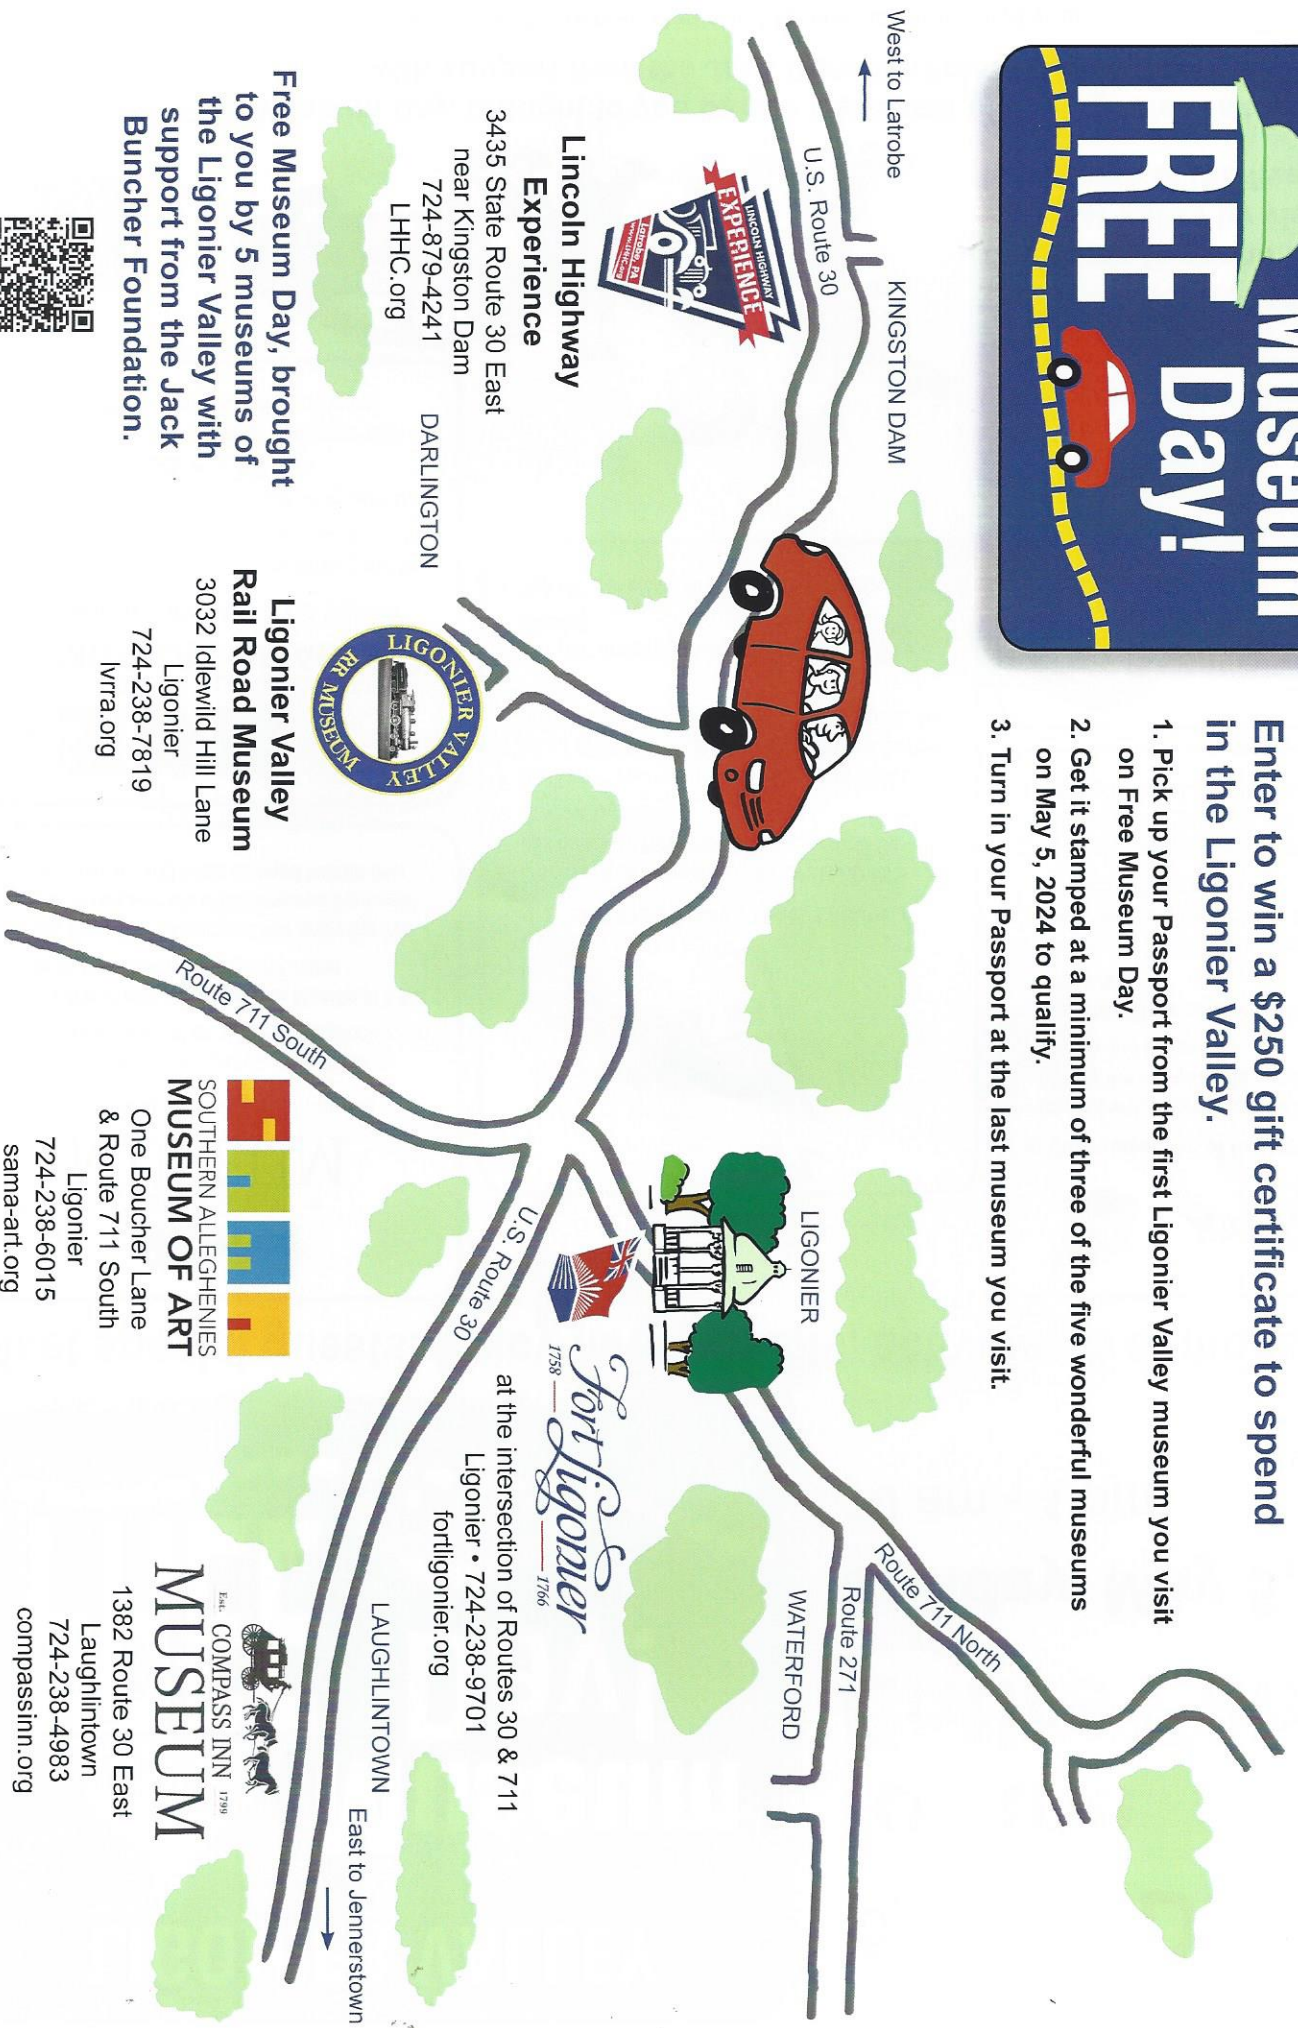 Museum
FREE Day!
Enter to win a $250 gift certificate to spend
in the Ligonier Valley.
1. Pick up your Passport from the first Ligonier Valley museum you visit
on Free Museum Day.
2. Get it stamped at a minimum of three of the five wonderful museums
on May 5, 2024 to qualify.
3. Turn in your Passport at the last museum you visit.
West to Latrobe
KINGSTON DAM
U.S. Route 30
LINCOLN HIGHWAY
EXPERIENCE
Latrobe, PA
www.LHHC.org
Lincoln Highway
Experience
3435 State Route 30 East
near Kingston Dam
724-879-4241
LHHC.org
DARLINGTON
LIGONIER VALLEY
RR MUSEUM
Ligonier Valley
Rail Road Museum
3032 Idlewild Hill Lane
Ligonier
724-238-7819
lvrra.org
Free Museum Day, brought
to you by 5 museums of
the Ligonier Valley with
support from the Jack
Buncher Foundation.
LIGONIER
Route 711 North
Route 271
WATERFORD
Fort Ligonier
1758 1766
at the intersection of Routes 30 & 711
Ligonier • 724-238-9701
fortligonier.org
U.S. Route 30
Route 711 South
SOUTHERN ALLEGHENIES
MUSEUM OF ART
One Boucher Lane
& Route 711 South
Ligonier
724-238-6015
sama-art.org
LAUGHLINTOWN
East to Jennerstown
Est. COMPASS INN 1799
MUSEUM
1382 Route 30 East
Laughlintown
724-238-4983
compassinn.org